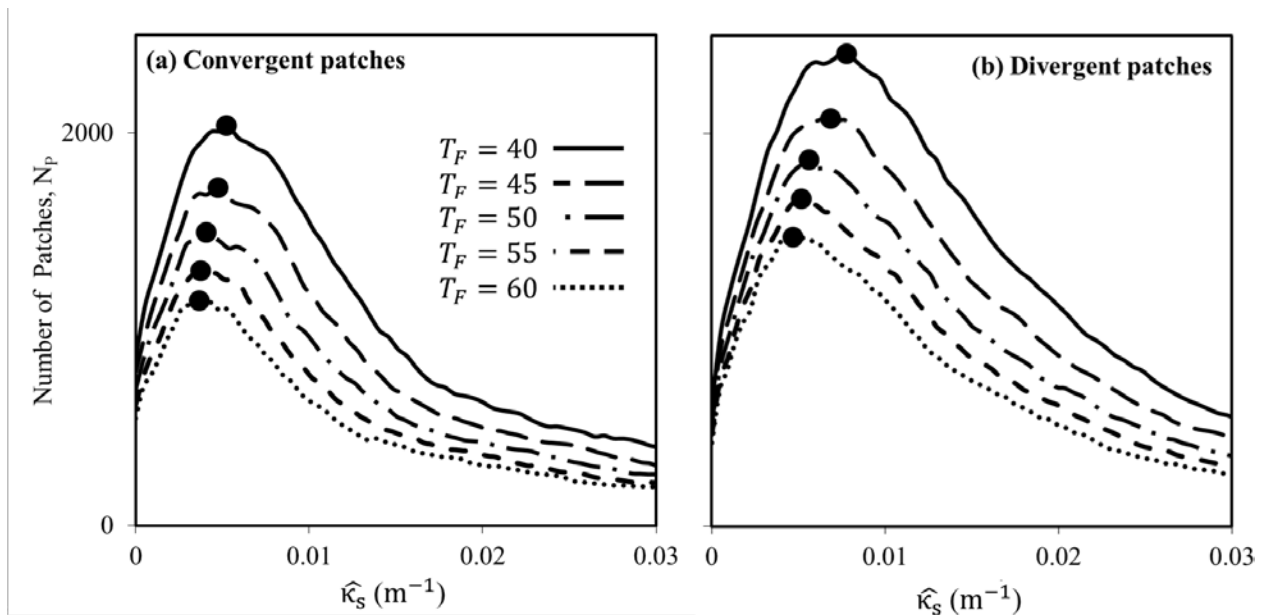 (a) Convergent patches
(b) Divergent patches
Number of Patches, N_P
2000
0
T_F = 40
T_F = 45
T_F = 50
T_F = 55
T_F = 60
0 0.01 0.02 0.03
0 0.01 0.02 0.03
κ̂_s (m⁻¹)
κ̂_s (m⁻¹)